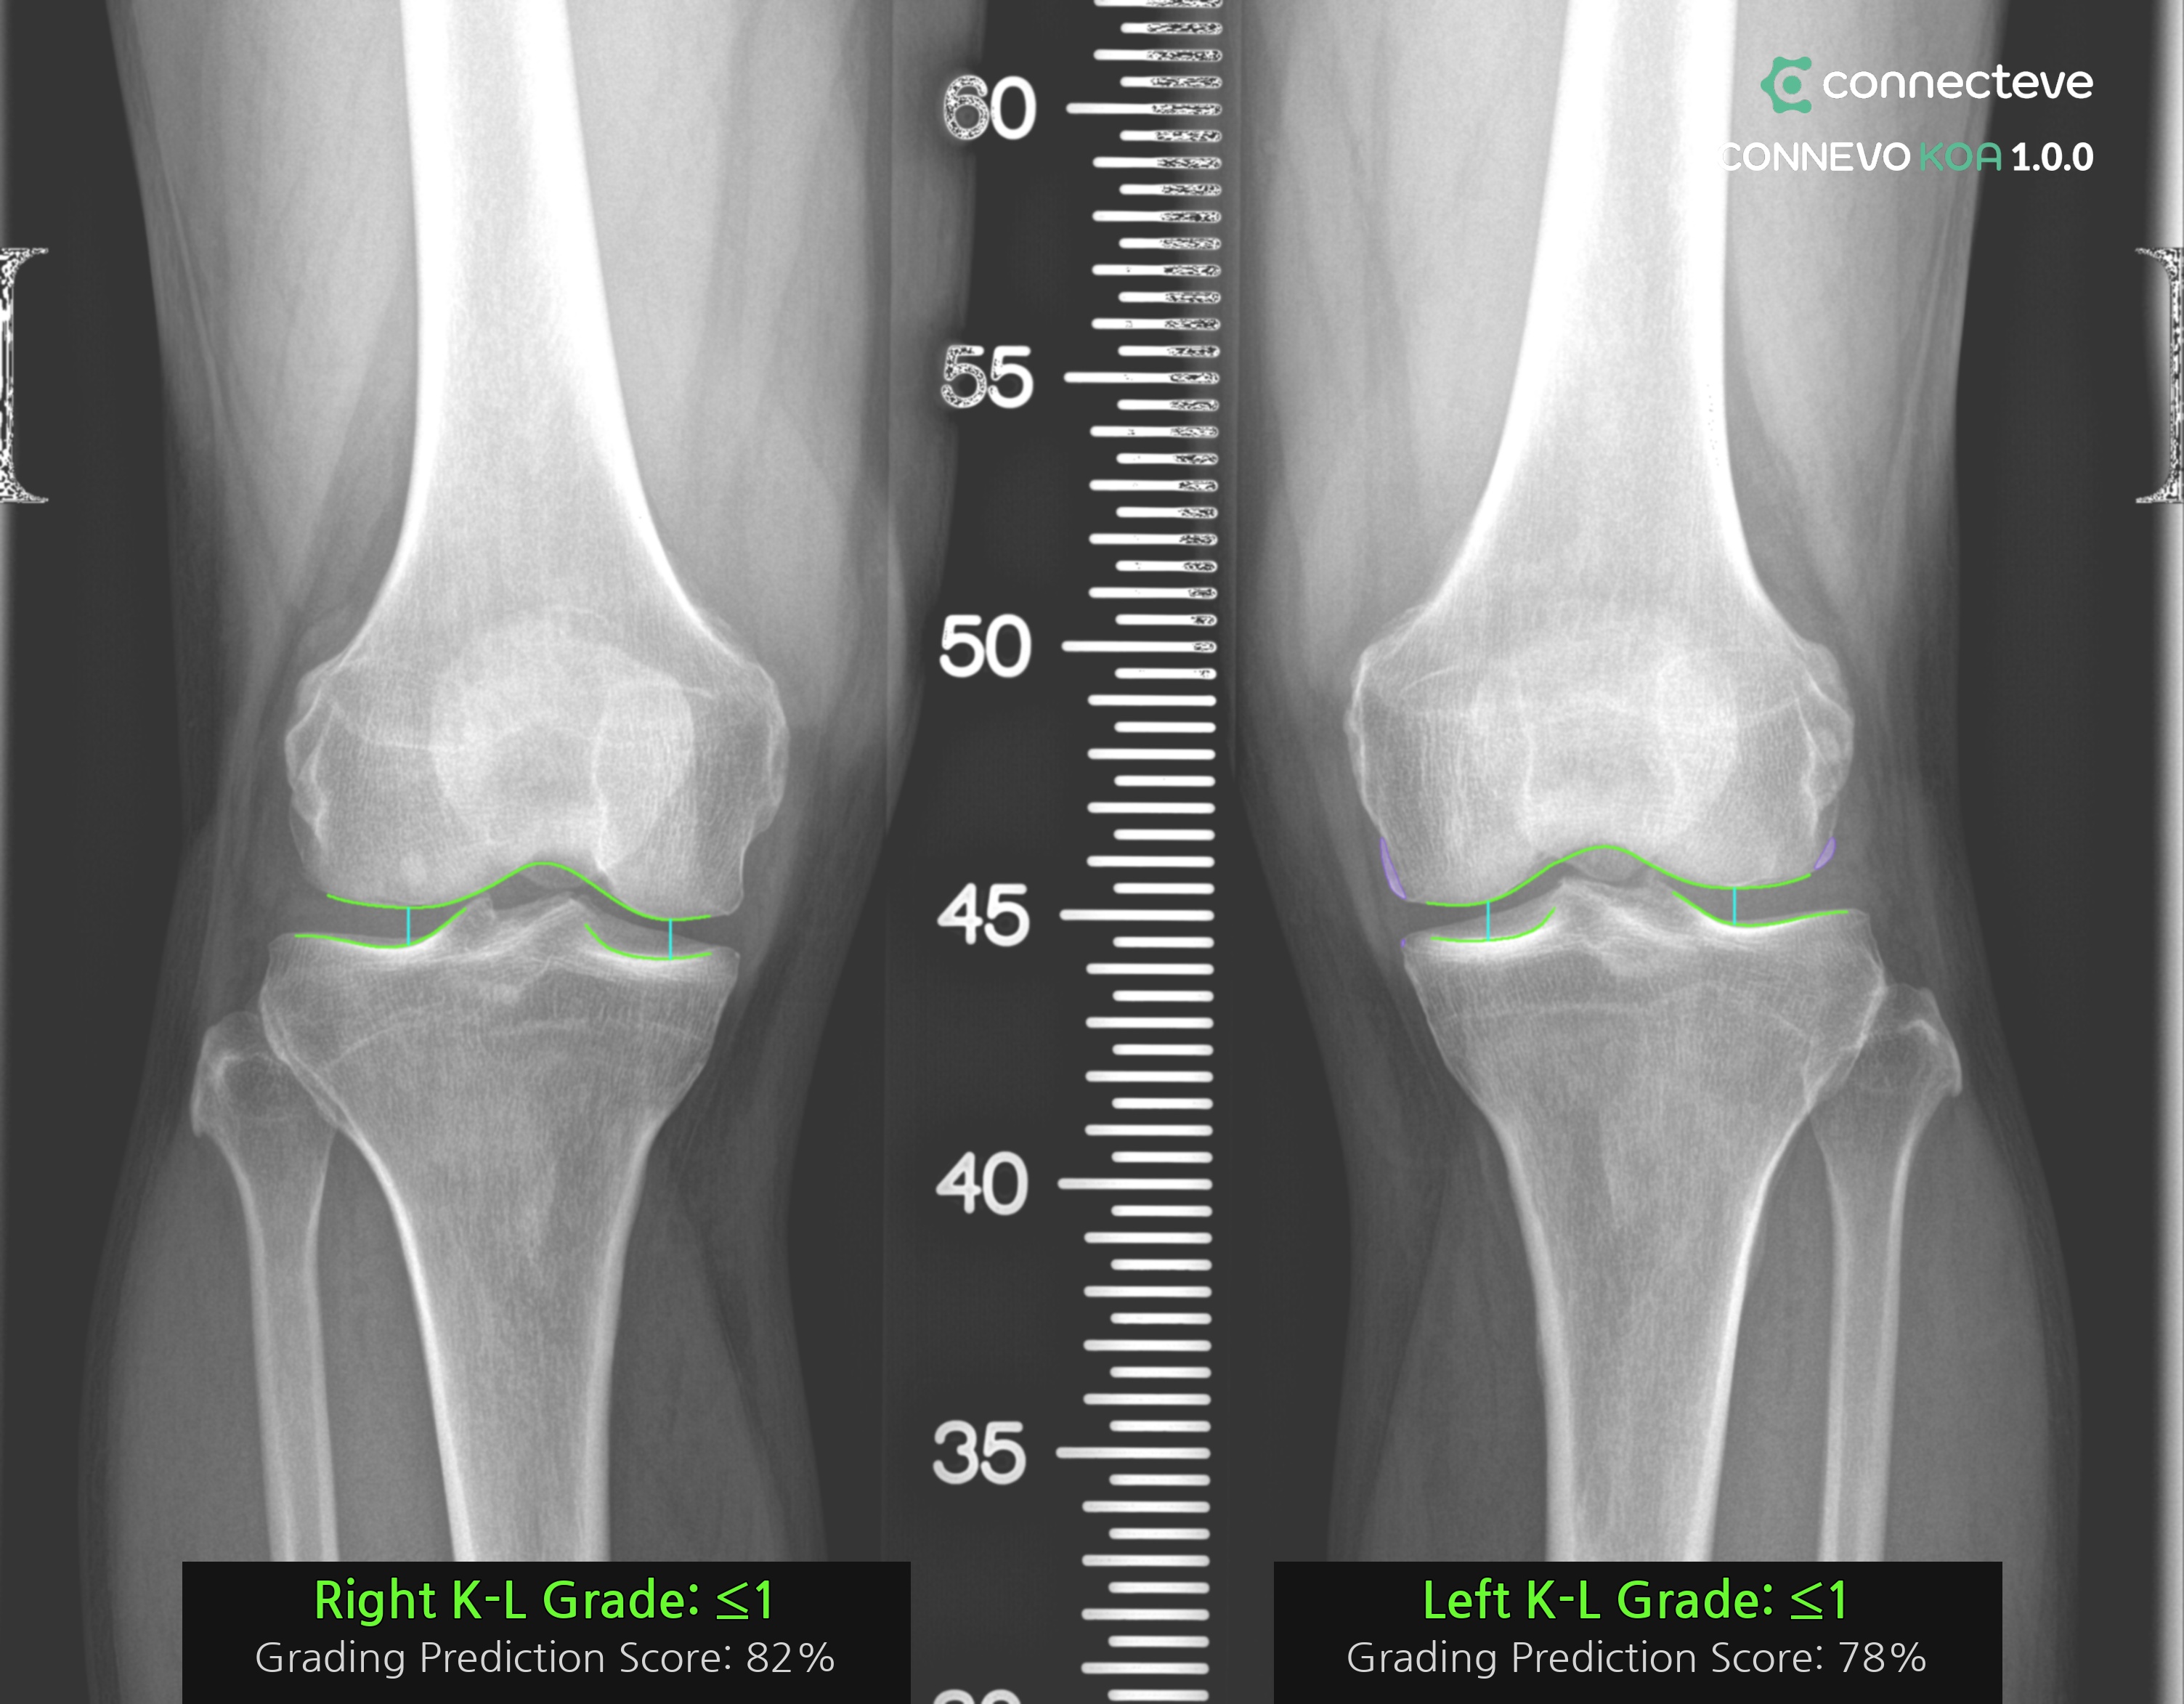 connecteve
CONNEVO KOA 1.0.0
60
55
50
45
40
35
Right K-L Grade: ≤1
Grading Prediction Score: 82%
Left K-L Grade: ≤1
Grading Prediction Score: 78%